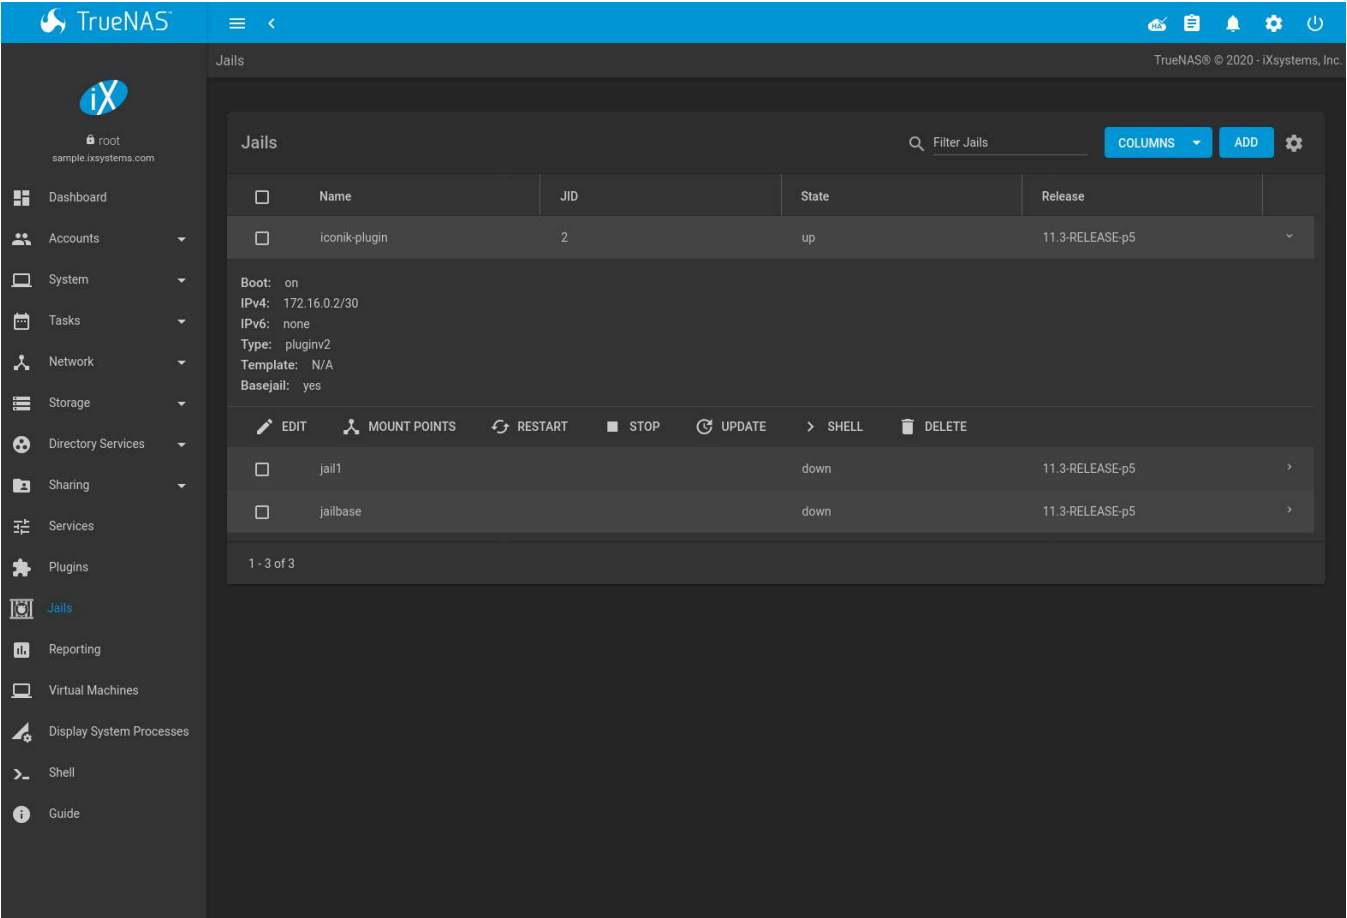 TrueNAS™
HA
Jails
TrueNAS® © 2020 - iXsystems, Inc.
iX
root
sample.ixsystems.com
Dashboard
Accounts
System
Tasks
Network
Storage
Directory Services
Sharing
Services
Plugins
Jails
Reporting
Virtual Machines
Display System Processes
Shell
Guide
Jails
Filter Jails
COLUMNS
ADD
Name JID State Release
iconik-plugin 2 up 11.3-RELEASE-p5
Boot: on
IPv4: 172.16.0.2/30
IPv6: none
Type: pluginv2
Template: N/A
Basejail: yes
EDIT MOUNT POINTS RESTART STOP UPDATE SHELL DELETE
jail1 down 11.3-RELEASE-p5
jailbase down 11.3-RELEASE-p5
1 - 3 of 3